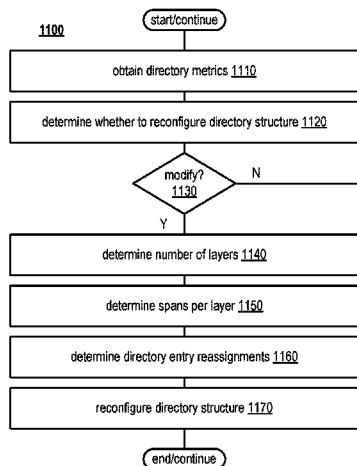 1100
start/continue
obtain directory metrics 1110
determine whether to reconfigure directory structure 1120
modify?
1130
N
Y
determine number of layers 1140
determine spans per layer 1150
determine directory entry reassignments 1160
reconfigure directory structure 1170
end/continue